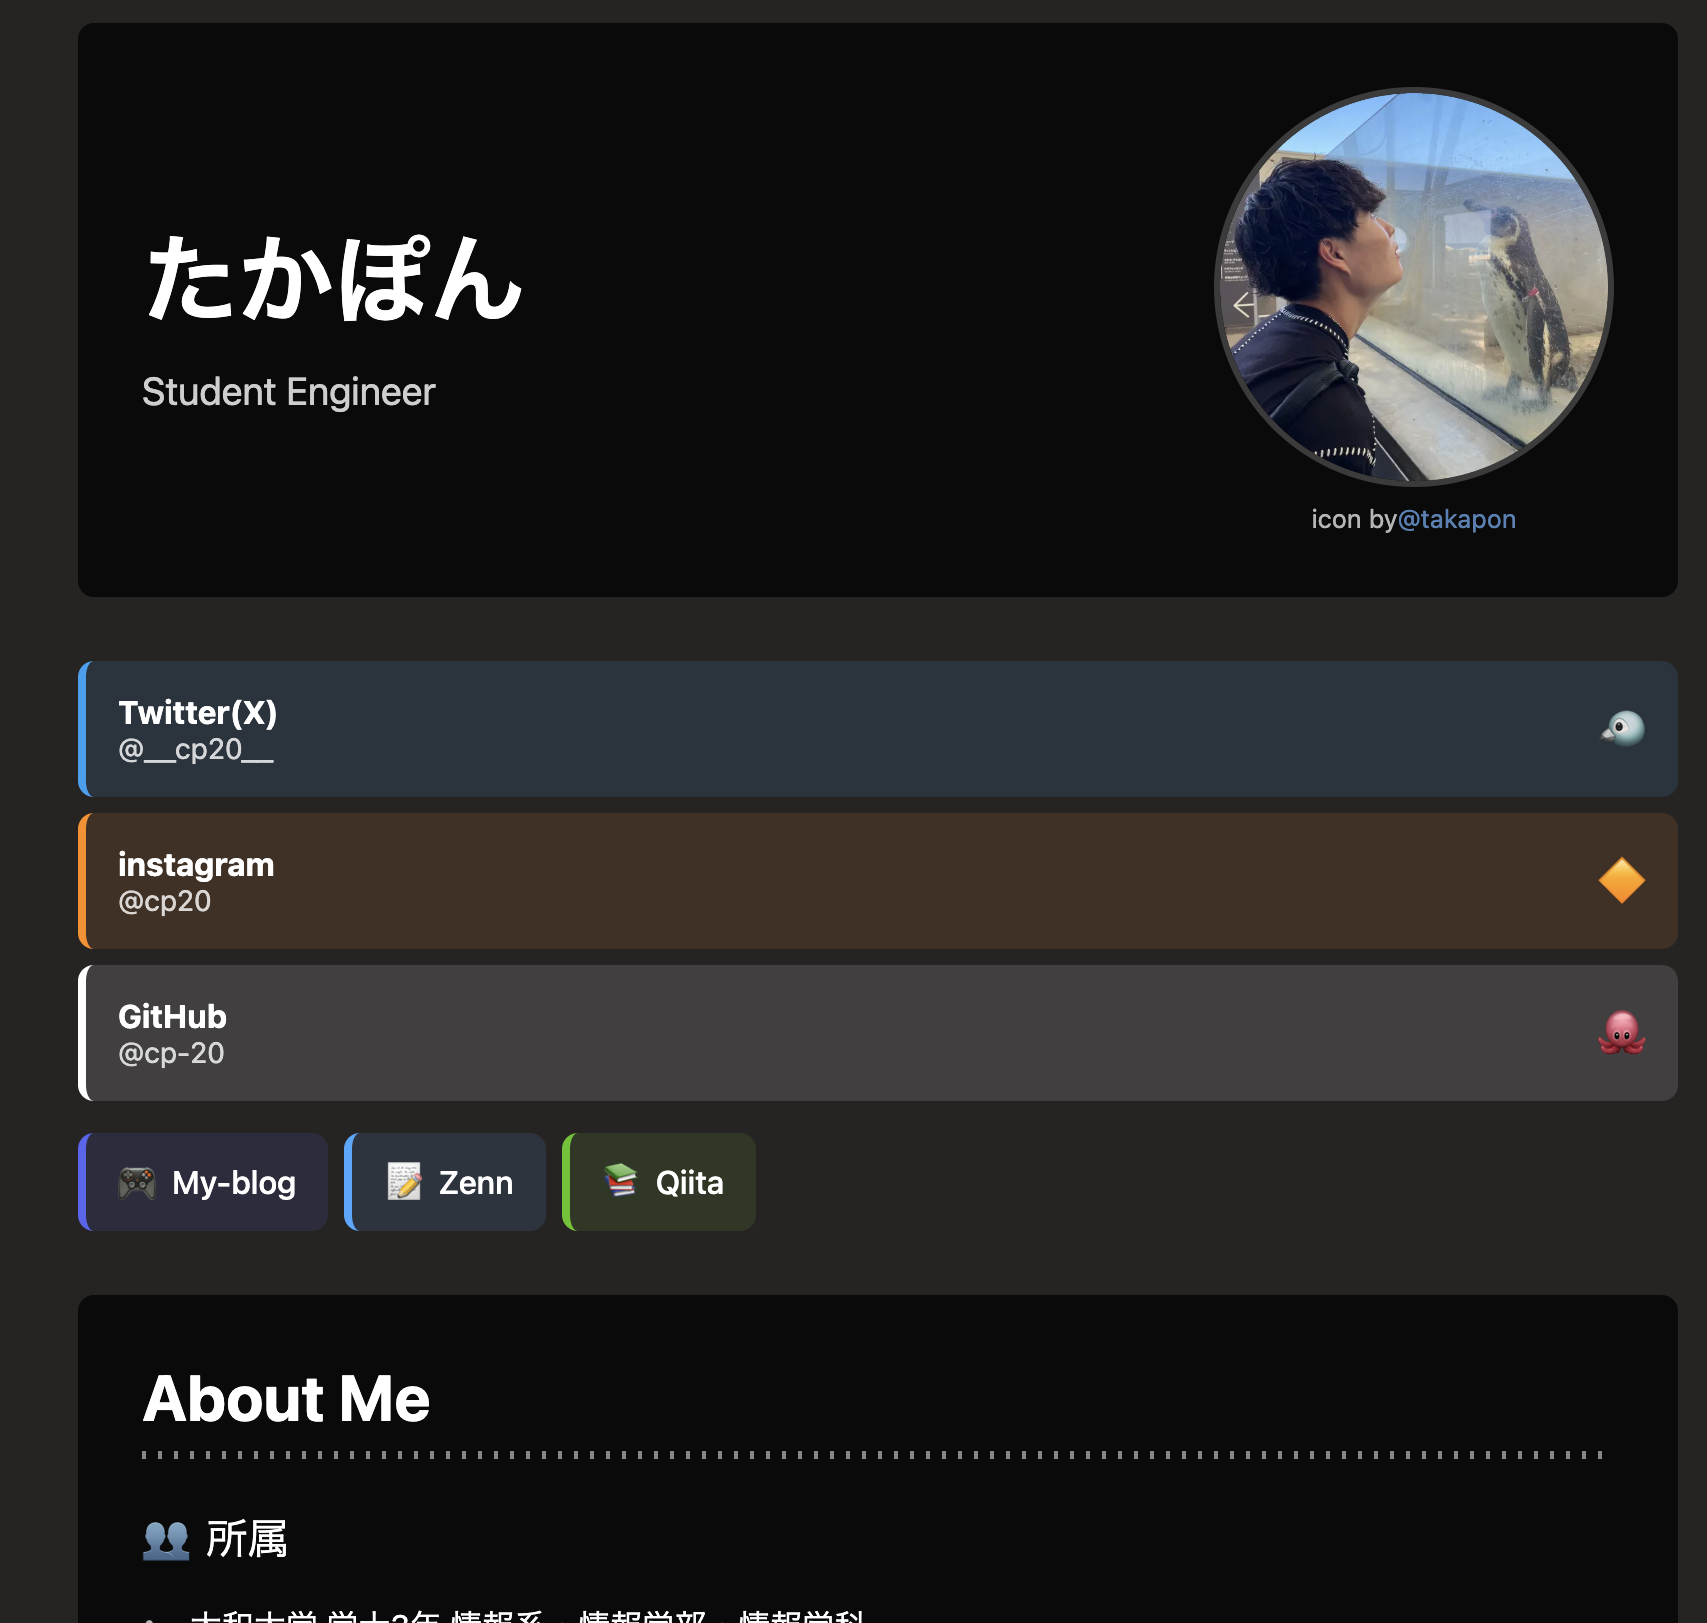 たかぽん
Student Engineer
icon by@takapon
Twitter(X)
@__cp20__
instagram
@cp20
GitHub
@cp-20
My-blog
Zenn
Qiita
About Me
所属